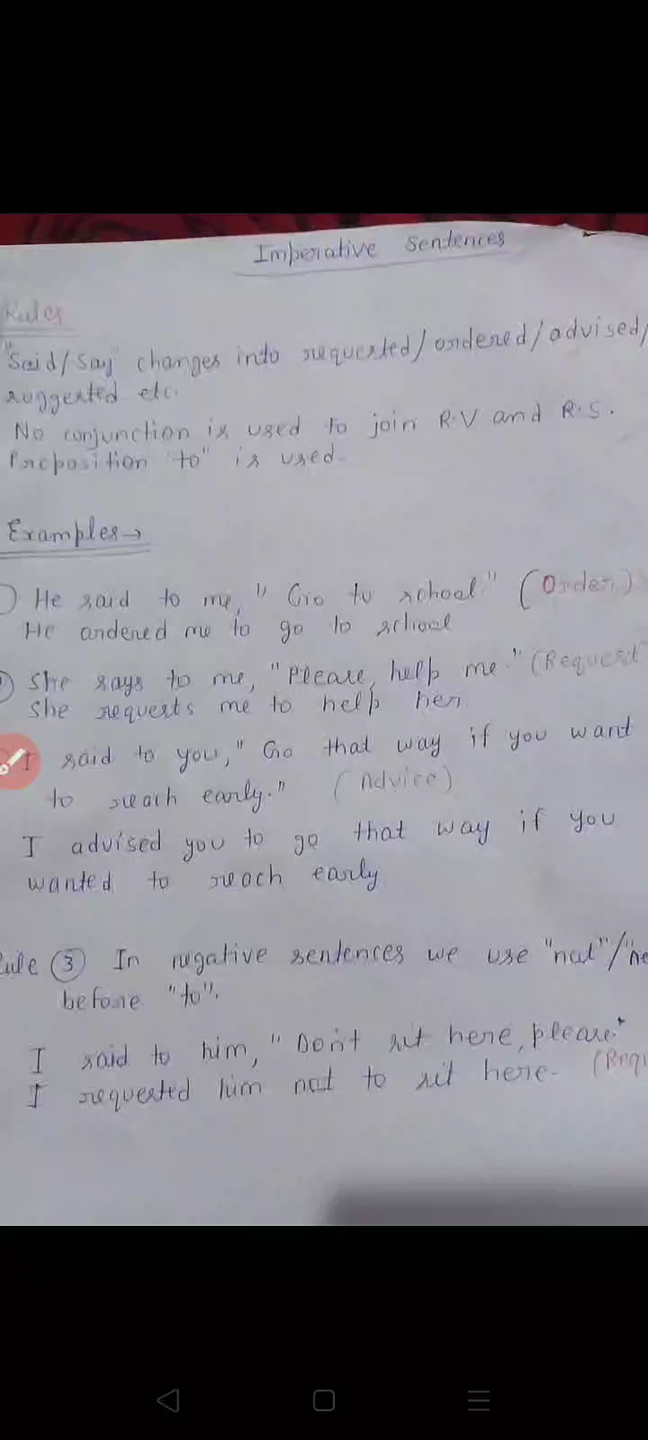 Imperative Sentences
Rules
"Said/Say" changes into requested/ordered/advised/
suggested etc.
No conjunction is used to join R.V and R.S.
Preposition "to" is used.
Examples→
) He said to me, "Go to school" (Order)
He ordered me to go to school
She says to me, "Please, help me." (Request
She requests me to help her
I said to you, "Go that way if you want
to reach early." (Advice)
I advised you to go that way if you
wanted to reach early
Rule ③ In negative sentences we use "not"/"ne
before "to".
I said to him, "Don't sit here, please."
I requested him not to sit here. (Requ